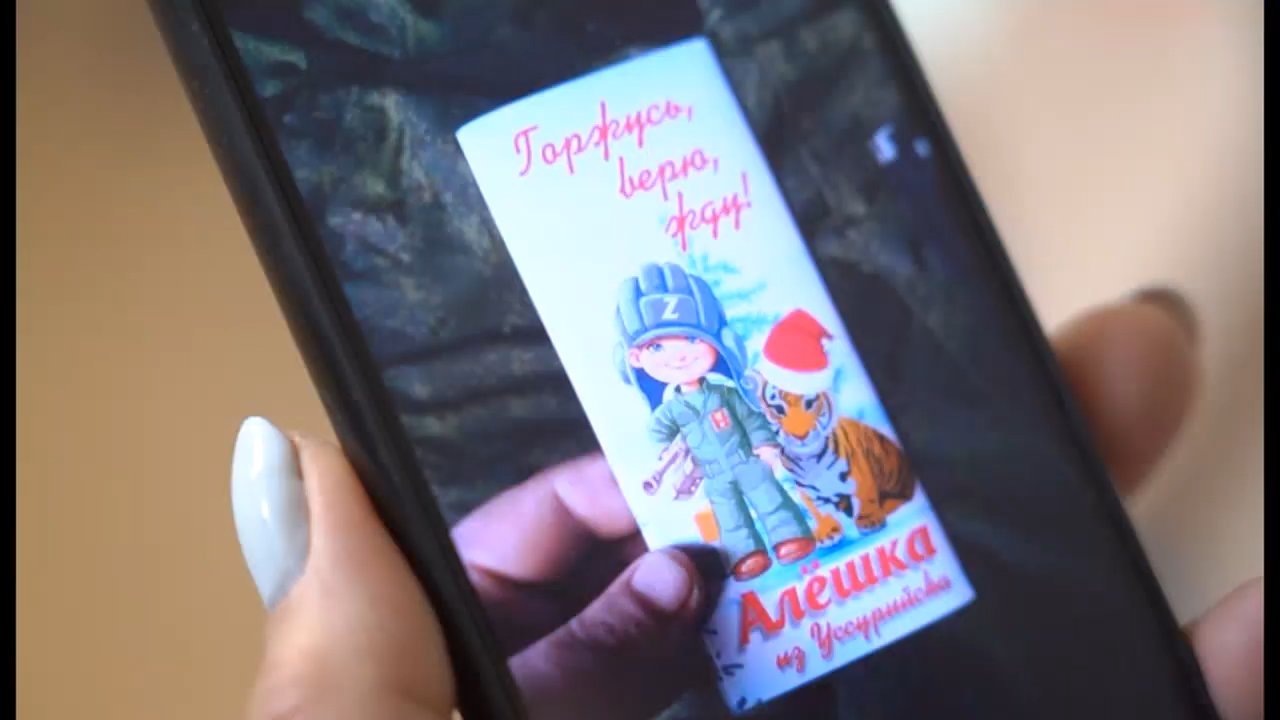 Горжусь,
верю,
жду!
Z
Алёшка
из Уссурийска